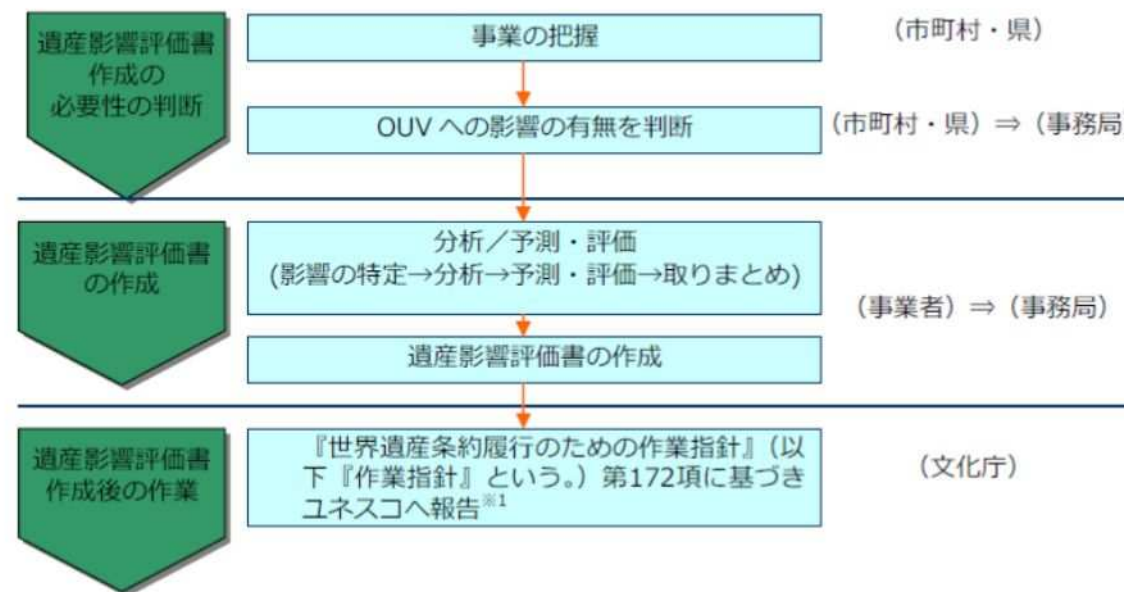 遺産影響評価書
作成の
必要性の判断
事業の把握
(市町村・県)
OUV への影響の有無を判断
(市町村・県) ⇒ (事務局
遺産影響評価書
の作成
分析/予測・評価
(影響の特定→分析→予測・評価→取りまとめ)
(事業者) ⇒ (事務局)
遺産影響評価書の作成
遺産影響評価書
作成後の作業
『世界遺産条約履行のための作業指針』(以
下『作業指針』という。) 第172項に基づき
ユネスコへ報告※1
(文化庁)